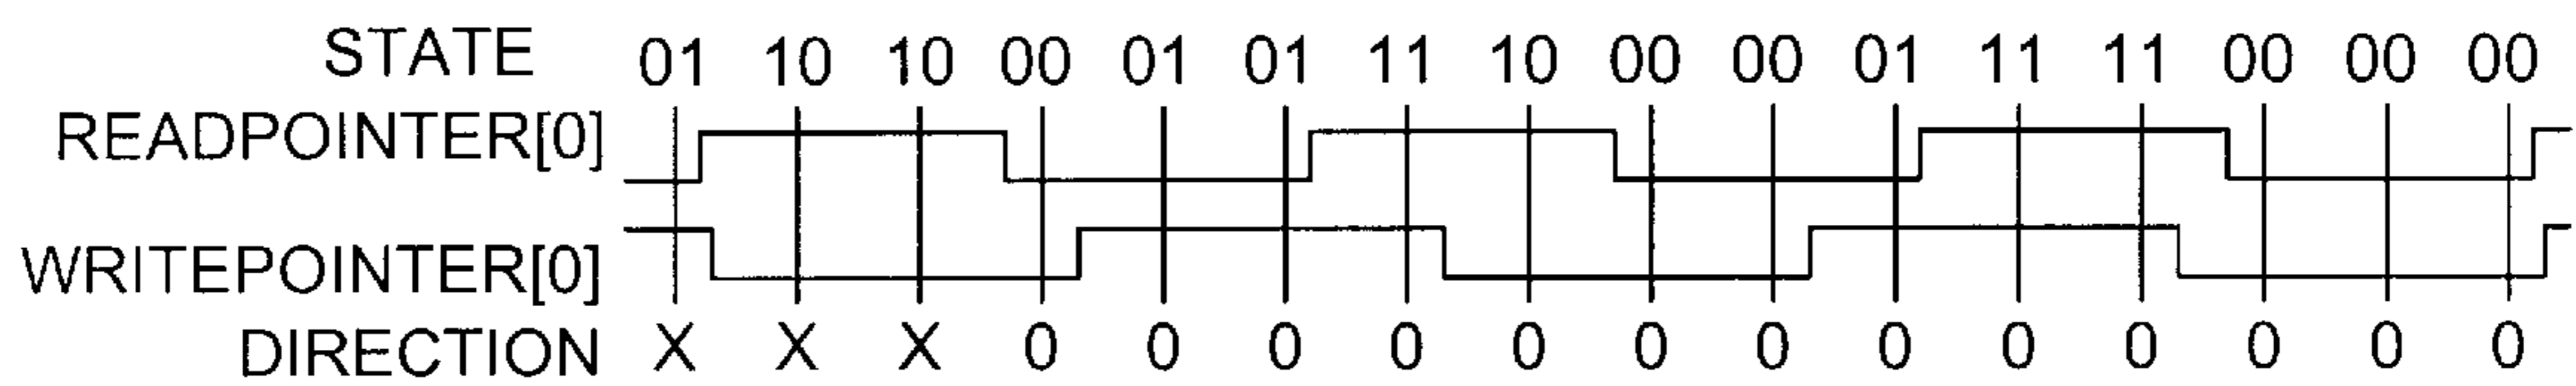 STATE 01 10 10 00 01 01 11 10 00 00 01 11 11 00 00 00
READPOINTER[0]
WRITEPOINTER[0]
DIRECTION X X X 0 0 0 0 0 0 0 0 0 0 0 0 0